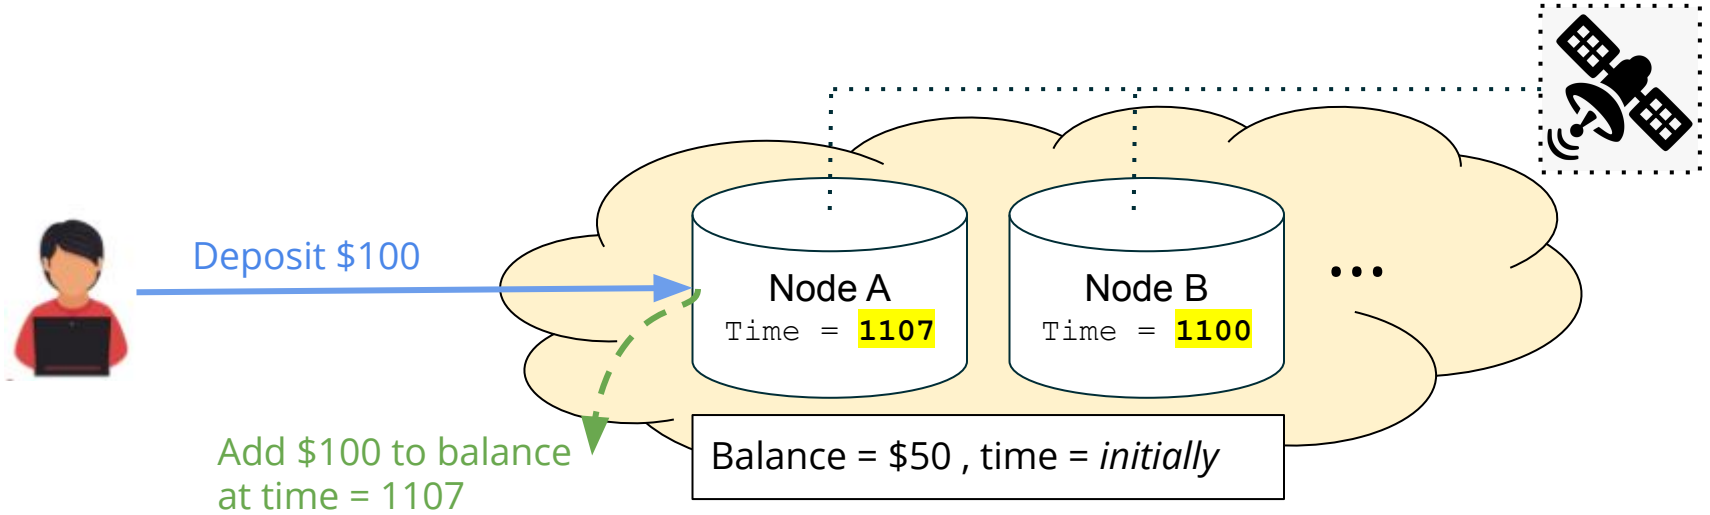 Deposit $100
Node A
Time = 1107
Node B
Time = 1100
...
Add $100 to balance
at time = 1107
Balance = $50 , time = initially